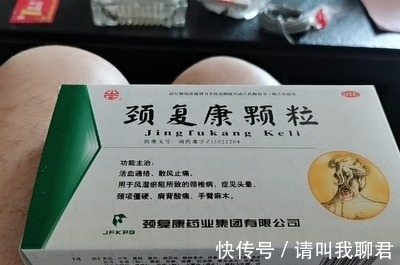 颈复康颗粒
Jingfukang Keli
批准文号:国药准字Z13022204
功能主治:
活血通络、散风止痛。
用于风湿瘀阻所致的颈椎病,症见头晕、
颈项僵硬、肩背酸痛、手臂麻木。
JFKPG
颈复康药业集团有限公司
快传号/请叫我聊君